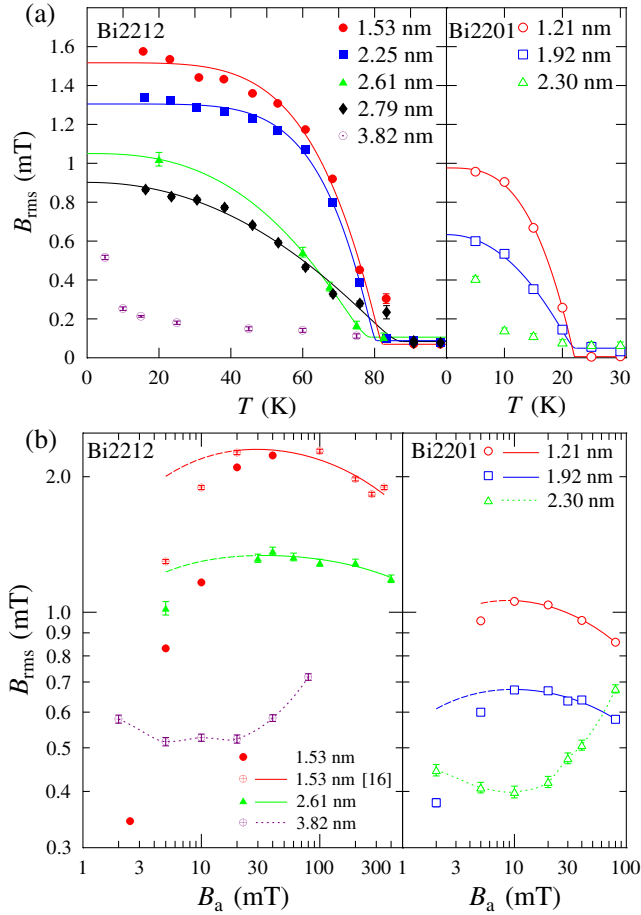 (a)
Bi2212
1.53 nm
2.25 nm
2.61 nm
2.79 nm
3.82 nm
Bi2201
1.21 nm
1.92 nm
2.30 nm
1.6
1.4
1.2
1
0.8
0.6
0.4
0.2
0
B_rms (mT)
0 20 40 60 80
0 10 20 30
T (K)
T (K)
(b)
Bi2212
Bi2201
1.21 nm
1.92 nm
2.30 nm
2.0
1.0
0.9
0.8
0.7
0.6
0.5
0.4
0.3
B_rms (mT)
1.53 nm
1.53 nm [16]
2.61 nm
3.82 nm
1 3 10 30 100 300
1 3 10 30 100
B_a (mT)
B_a (mT)